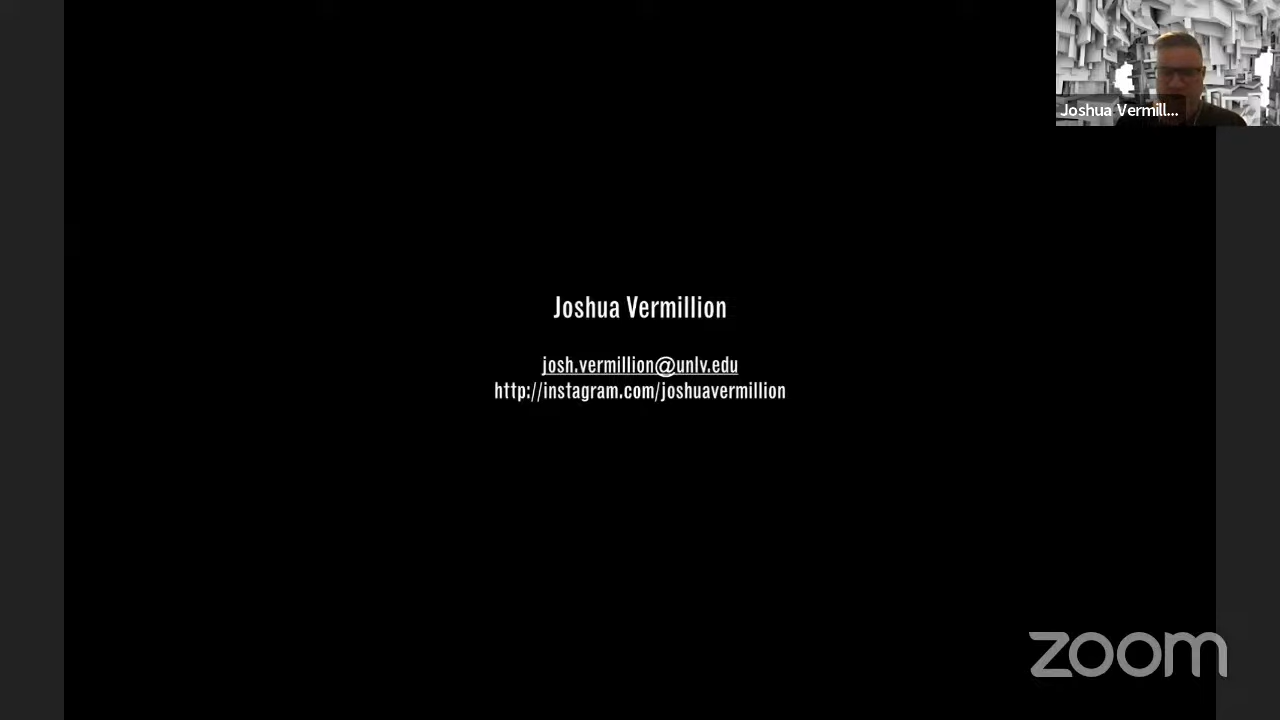 Joshua Vermill...
Joshua Vermillion
josh.vermillion@unlv.edu
http://instagram.com/joshuavermillion
zoom